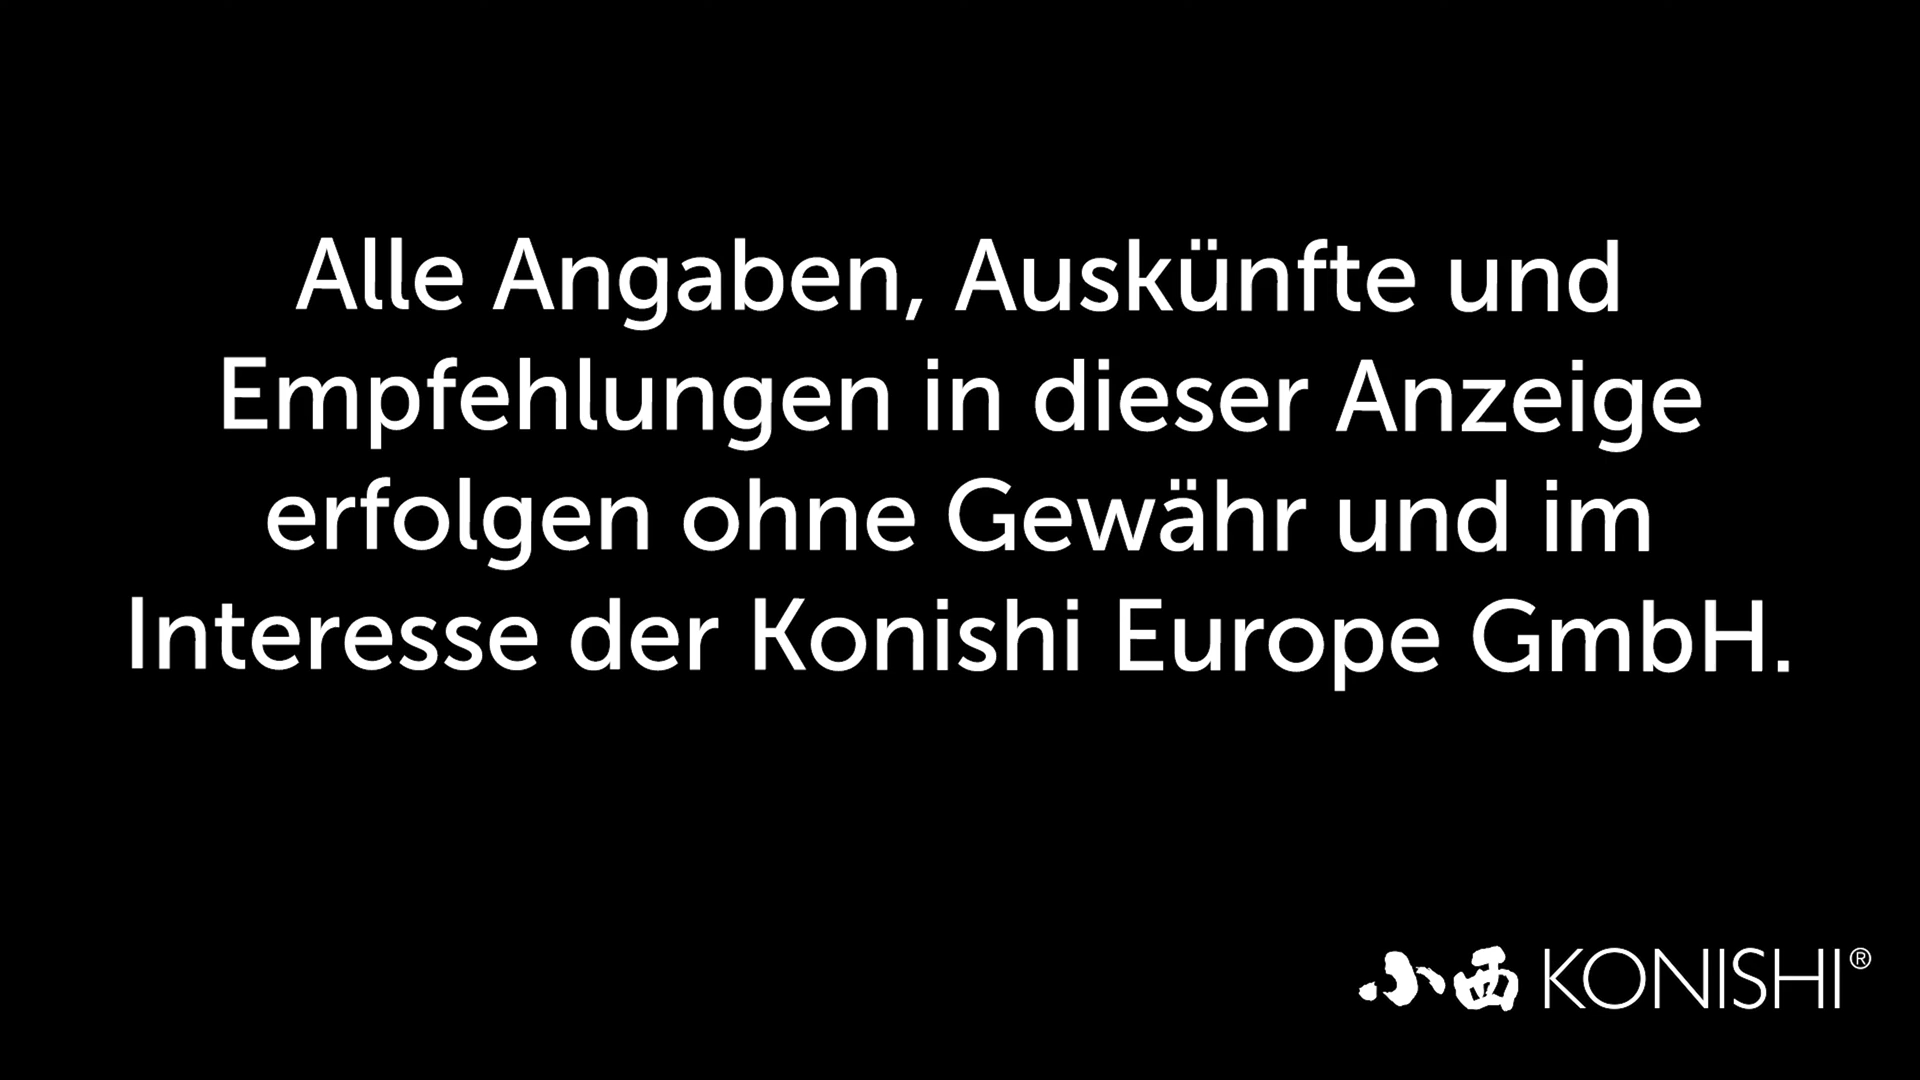 Alle Angaben, Auskünfte und
Empfehlungen in dieser Anzeige
erfolgen ohne Gewähr und im
Interesse der Konishi Europe GmbH.
小西 KONISHI®